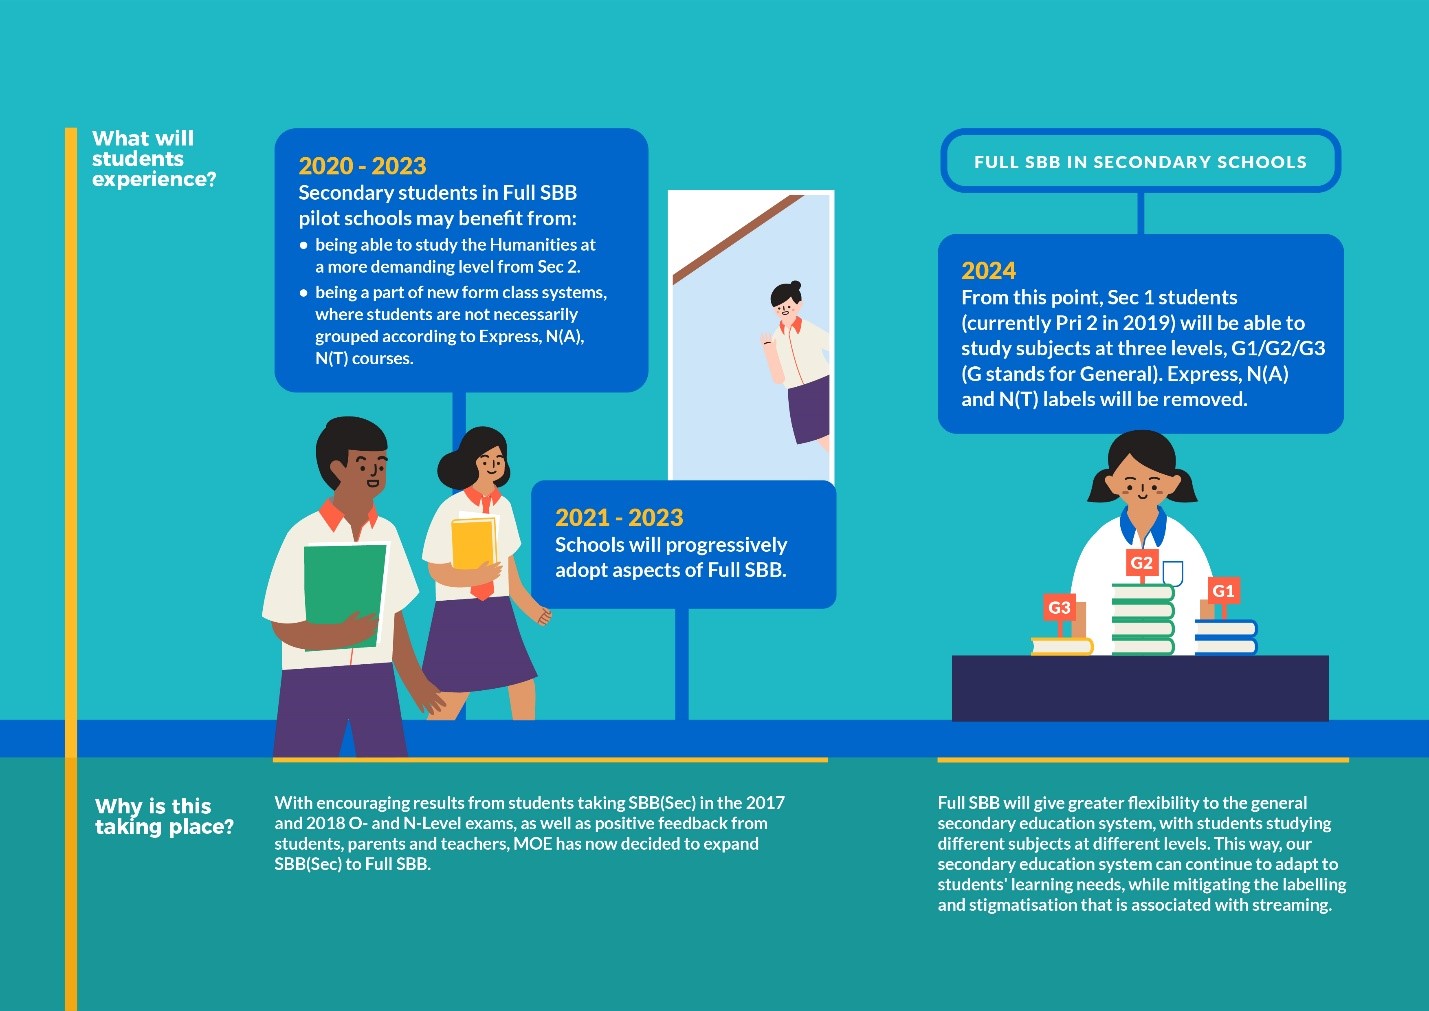 What will
students
experience?
2020 - 2023
Secondary students in Full SBB
pilot schools may benefit from:
• being able to study the Humanities at
a more demanding level from Sec 2.
• being a part of new form class systems,
where students are not necessarily
grouped according to Express, N(A),
N(T) courses.
2021 - 2023
Schools will progressively
adopt aspects of Full SBB.
FULL SBB IN SECONDARY SCHOOLS
2024
From this point, Sec 1 students
(currently Pri 2 in 2019) will be able to
study subjects at three levels, G1/G2/G3
(G stands for General). Express, N(A)
and N(T) labels will be removed.
G3
G2
G1
Why is this
taking place?
With encouraging results from students taking SBB(Sec) in the 2017
and 2018 O- and N-Level exams, as well as positive feedback from
students, parents and teachers, MOE has now decided to expand
SBB(Sec) to Full SBB.
Full SBB will give greater flexibility to the general
secondary education system, with students studying
different subjects at different levels. This way, our
secondary education system can continue to adapt to
students' learning needs, while mitigating the labelling
and stigmatisation that is associated with streaming.